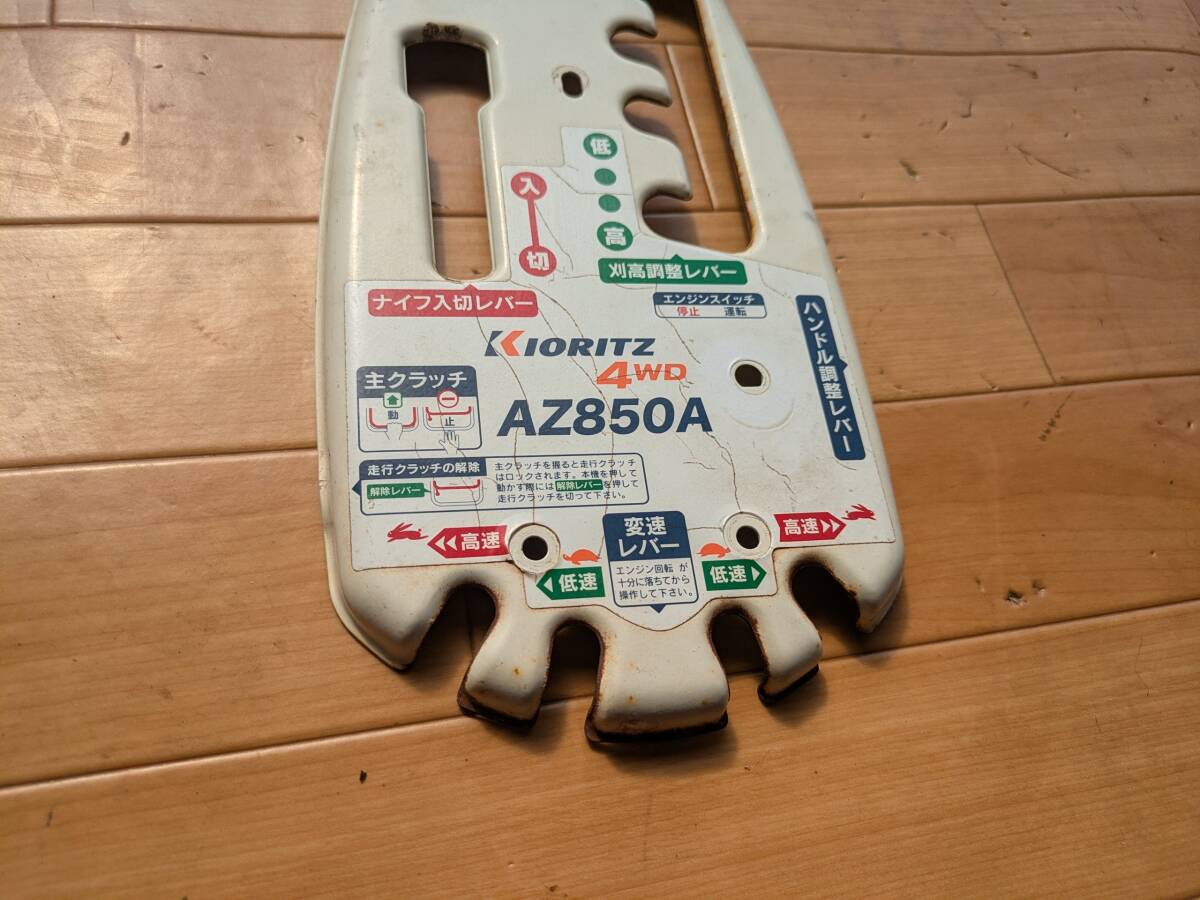 低
高
刈高調整レバー
入
切
ナイフ入切レバー
エンジンスイッチ
停止 運転
ハンドル調整レバー
KIORITZ
4WD
AZ850A
主クラッチ
動
止
走行クラッチの解除
解除レバー
主クラッチを握ると走行クラッチ
はロックされます。本機を押して
動かす際には解除レバーを押して
走行クラッチを切って下さい。
高速
低速
変速
レバー
エンジン回転が
十分に落ちてから
操作して下さい。
低速
高速